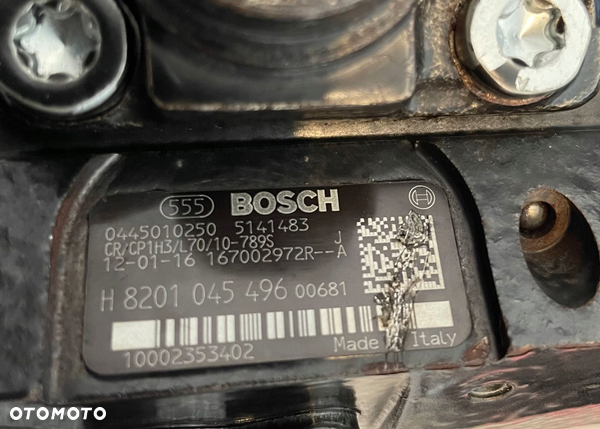 555 BOSCH
0445010250 5141483
CR/CP1H3/L70/10-789S J
12-01-16 167002972R--A
H 8201 045 496 00681
10002353402
Made Italy
OTOMOTO